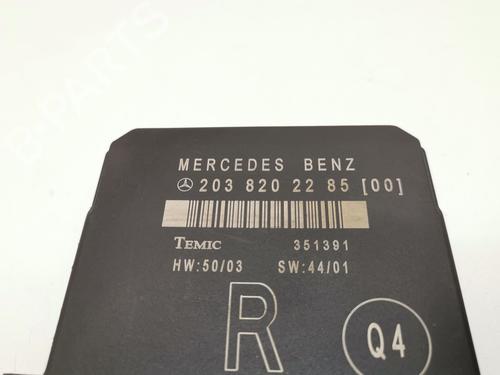 B-PARTS
MERCEDES BENZ
203 820 22 85 [00]
TEMIC 351391
HW:50/03 SW:44/01
R
Q4